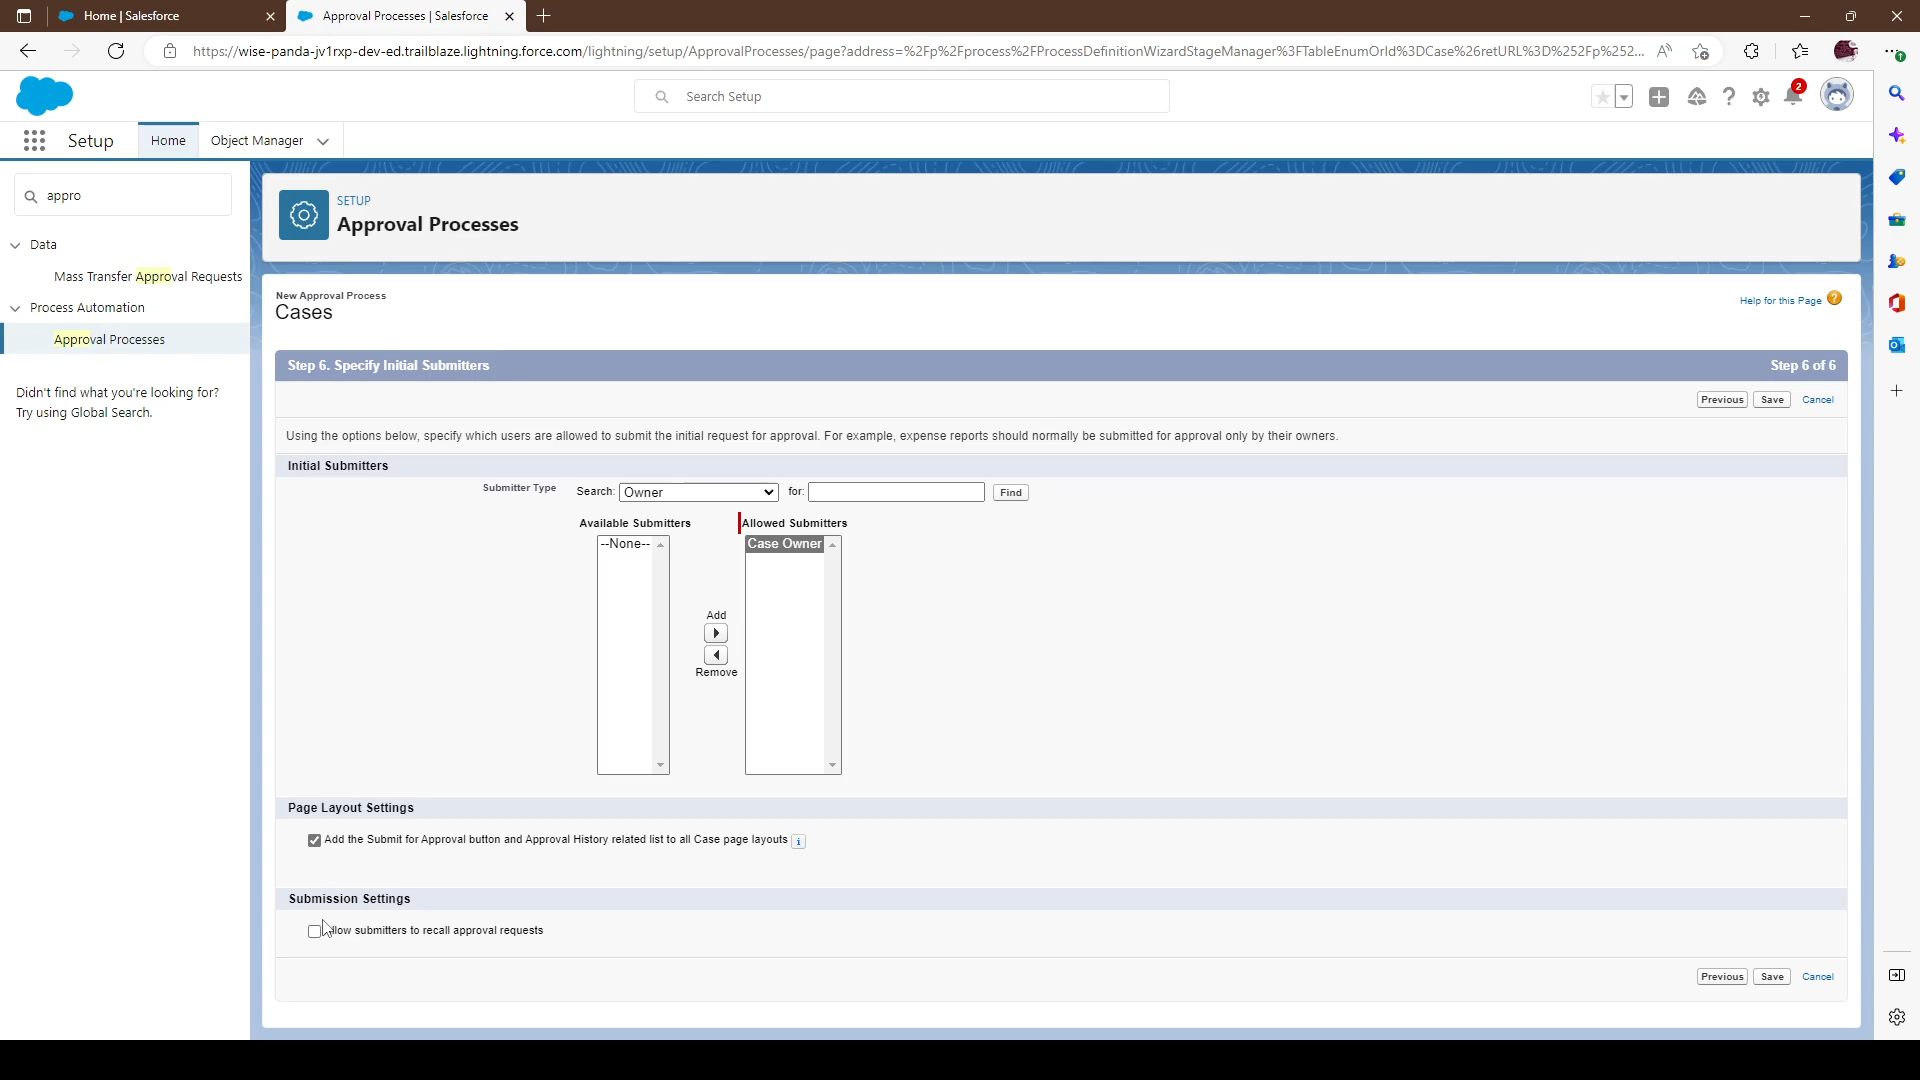 Home | Salesforce
Approval Processes | Salesforce
https://wise-panda-jv1rxp-dev-ed.trailblaze.lightning.force.com/lightning/setup/ApprovalProcesses/page?address=%2Fp%2Fprocess%2FProcessDefinitionWizardStageManager%3FTableEnumOrId%3DCase%26retURL%3D%252Fp%252...
Search Setup
2
Setup
Home
Object Manager
appro
Data
Mass Transfer Approval Requests
Process Automation
Approval Processes
Didn't find what you're looking for?
Try using Global Search.
SETUP
Approval Processes
New Approval Process
Cases
Help for this Page
Step 6. Specify Initial Submitters
Step 6 of 6
Previous Save Cancel
Using the options below, specify which users are allowed to submit the initial request for approval. For example, expense reports should normally be submitted for approval only by their owners.
Initial Submitters
Submitter Type Search: Owner for: Find
Available Submitters
Allowed Submitters
--None--
Case Owner
Add
Remove
Page Layout Settings
Add the Submit for Approval button and Approval History related list to all Case page layouts i
Submission Settings
llow submitters to recall approval requests
Previous Save Cancel